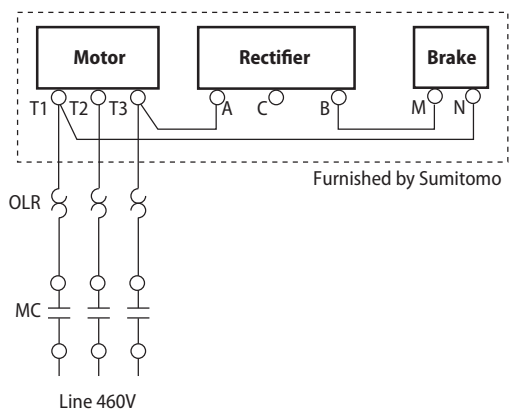 Motor Rectifier Brake
T1 T2 T3 A C B M N
Furnished by Sumitomo
OLR
MC
Line 460V